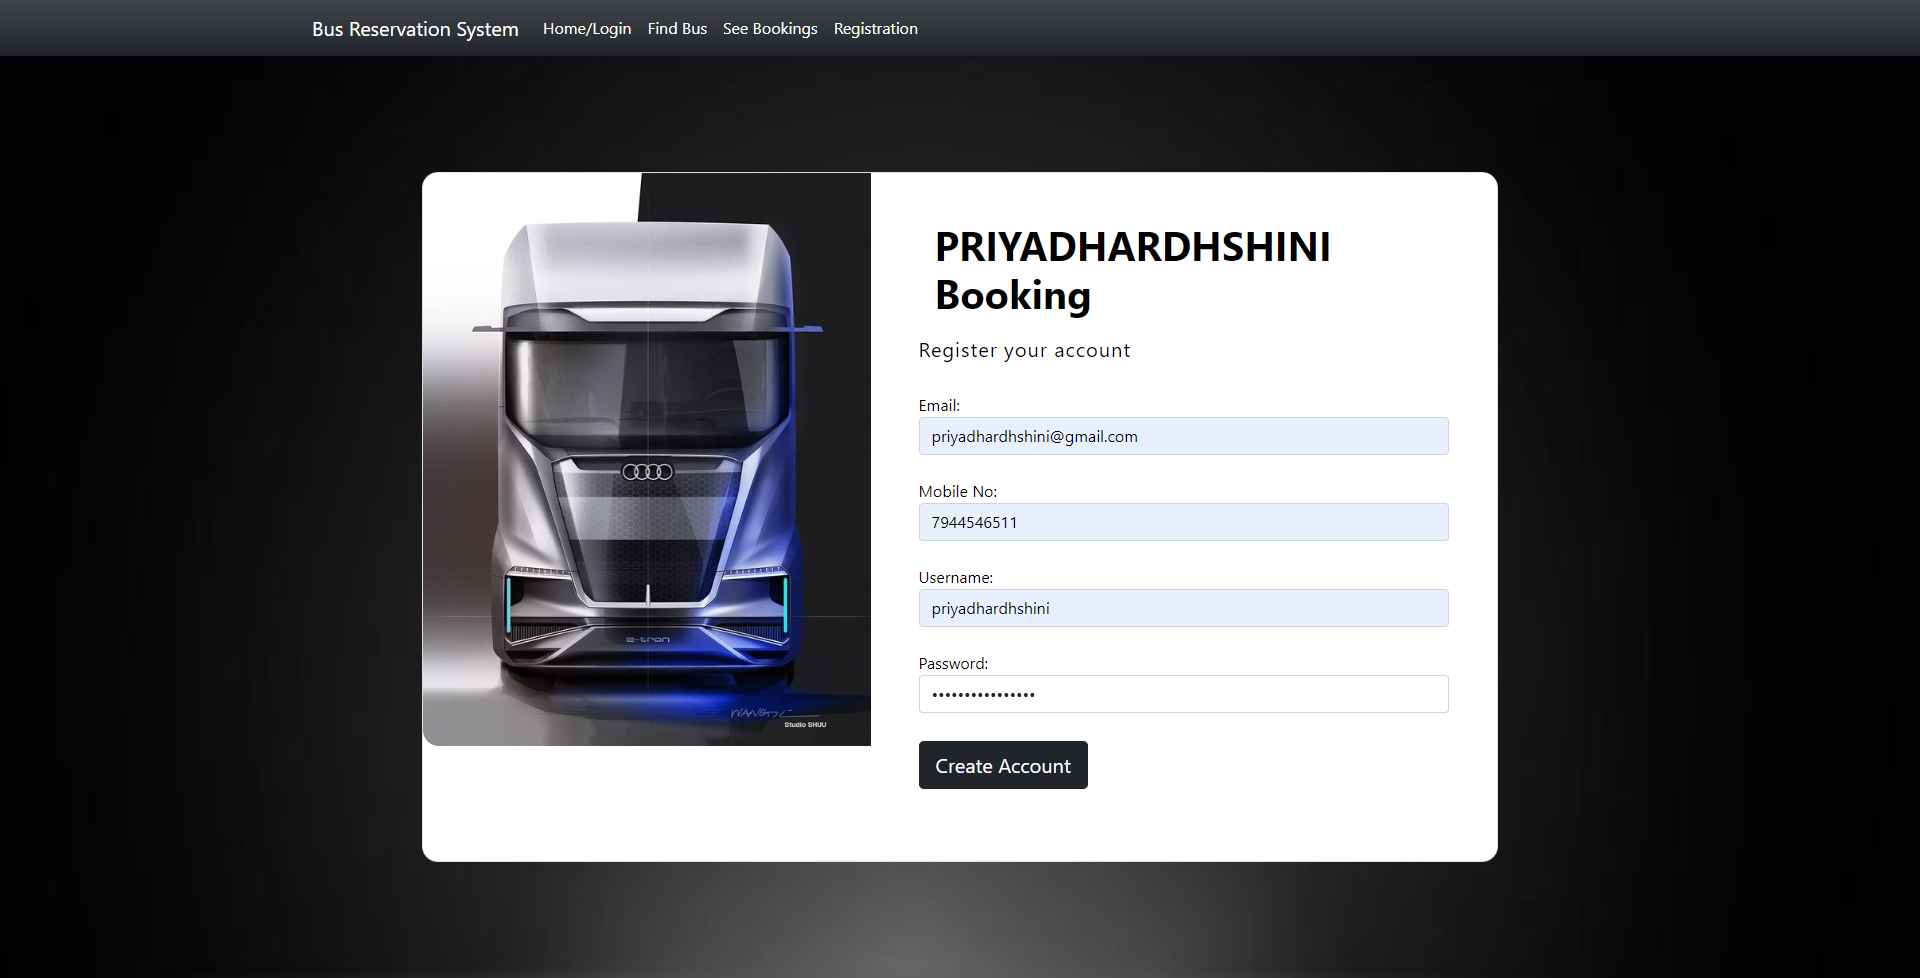 Bus Reservation System Home/Login Find Bus See Bookings Registration
PRIYADHARDHSHINI
Booking
Register your account
Email:
priyadhardhshini@gmail.com
Mobile No:
7944546511
Username:
priyadhardhshini
Password:
••••••••••••••••
Create Account
e-tron
Studio SHUU